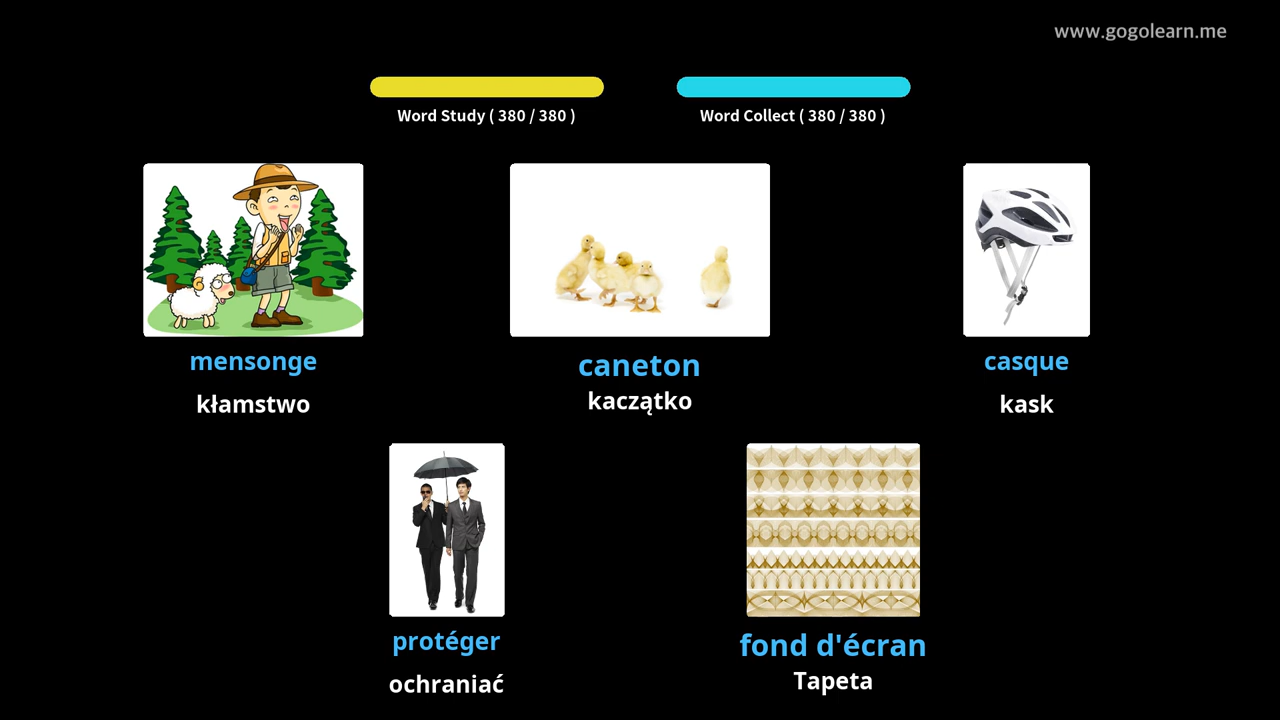 www.gogolearn.me
Word Study ( 380 / 380 )
Word Collect ( 380 / 380 )
mensonge
kłamstwo
caneton
kaczątko
casque
kask
protéger
ochraniać
fond d'écran
Tapeta